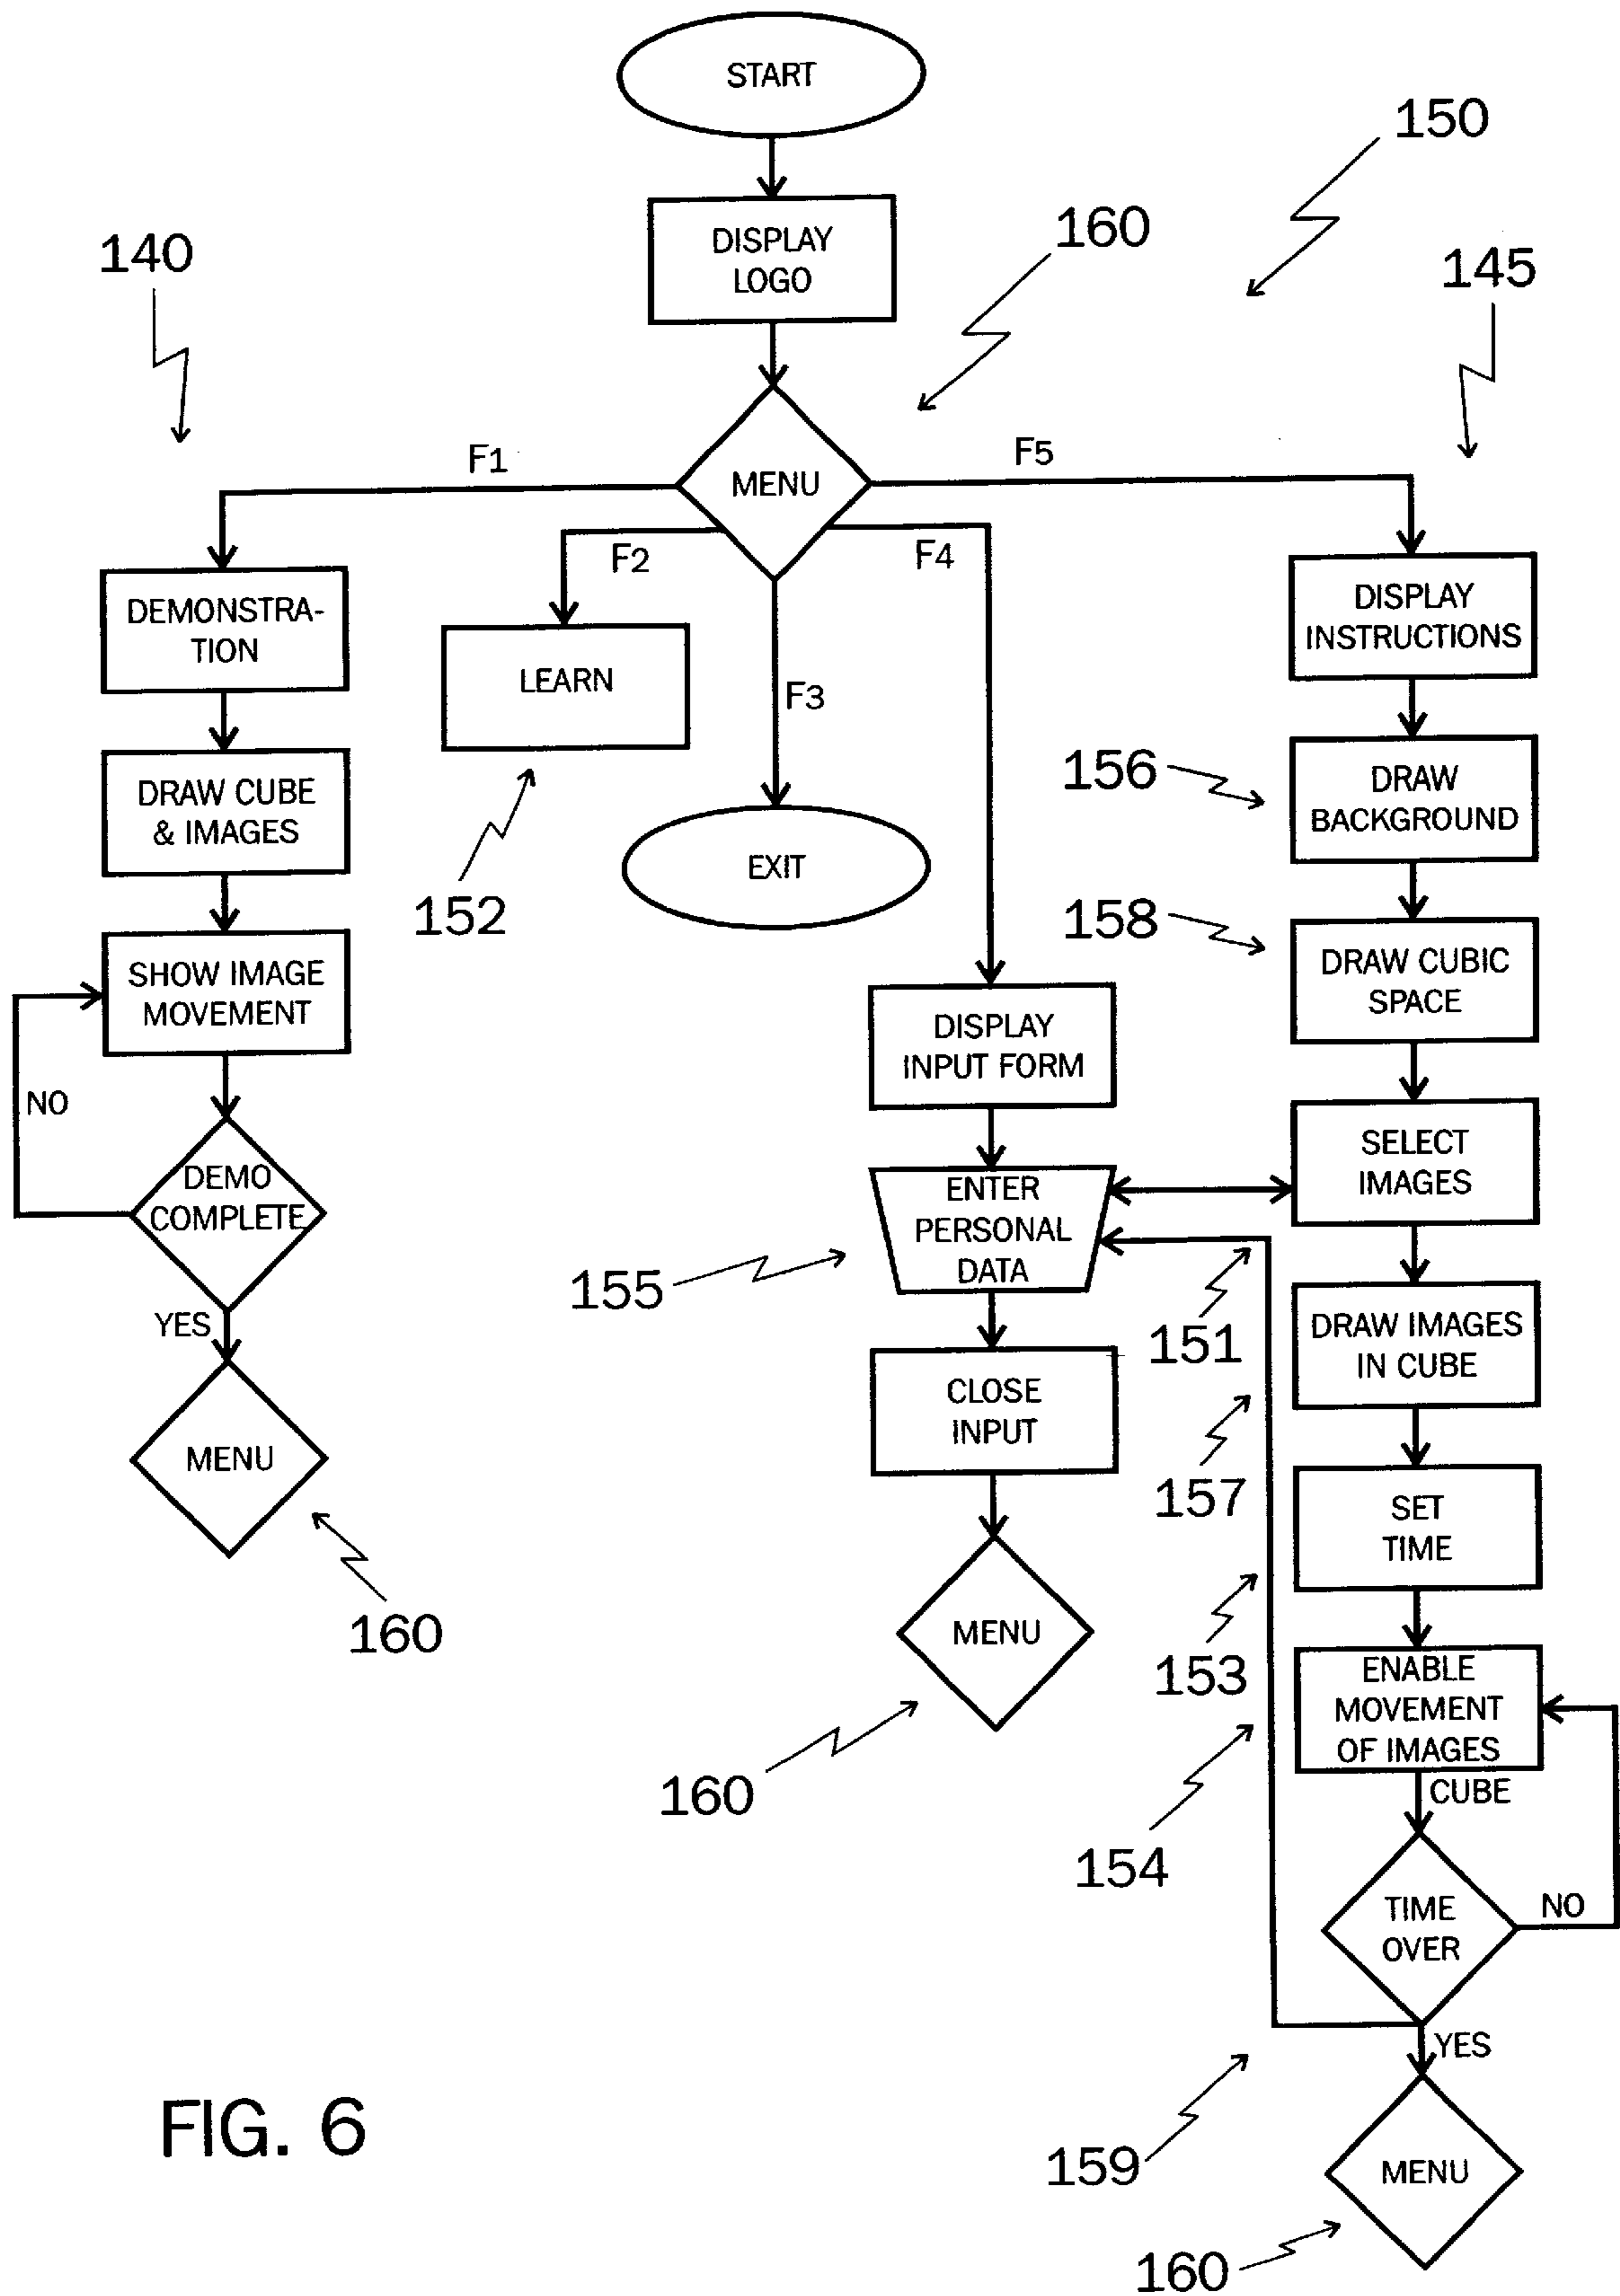 START
150
DISPLAY
LOGO
160
140
145
MENU
F1
F5
F2
F4
F3
DEMONSTRA-
TION
LEARN
152
EXIT
DISPLAY
INSTRUCTIONS
DRAW CUBE
& IMAGES
156
DRAW
BACKGROUND
158
DRAW CUBIC
SPACE
SHOW IMAGE
MOVEMENT
NO
DEMO
COMPLETE
YES
MENU
160
DISPLAY
INPUT FORM
ENTER
PERSONAL
DATA
155
CLOSE
INPUT
MENU
160
SELECT
IMAGES
151
DRAW IMAGES
IN CUBE
157
SET
TIME
153
ENABLE
MOVEMENT
OF IMAGES
CUBE
154
TIME
OVER
NO
YES
159
MENU
160
FIG. 6